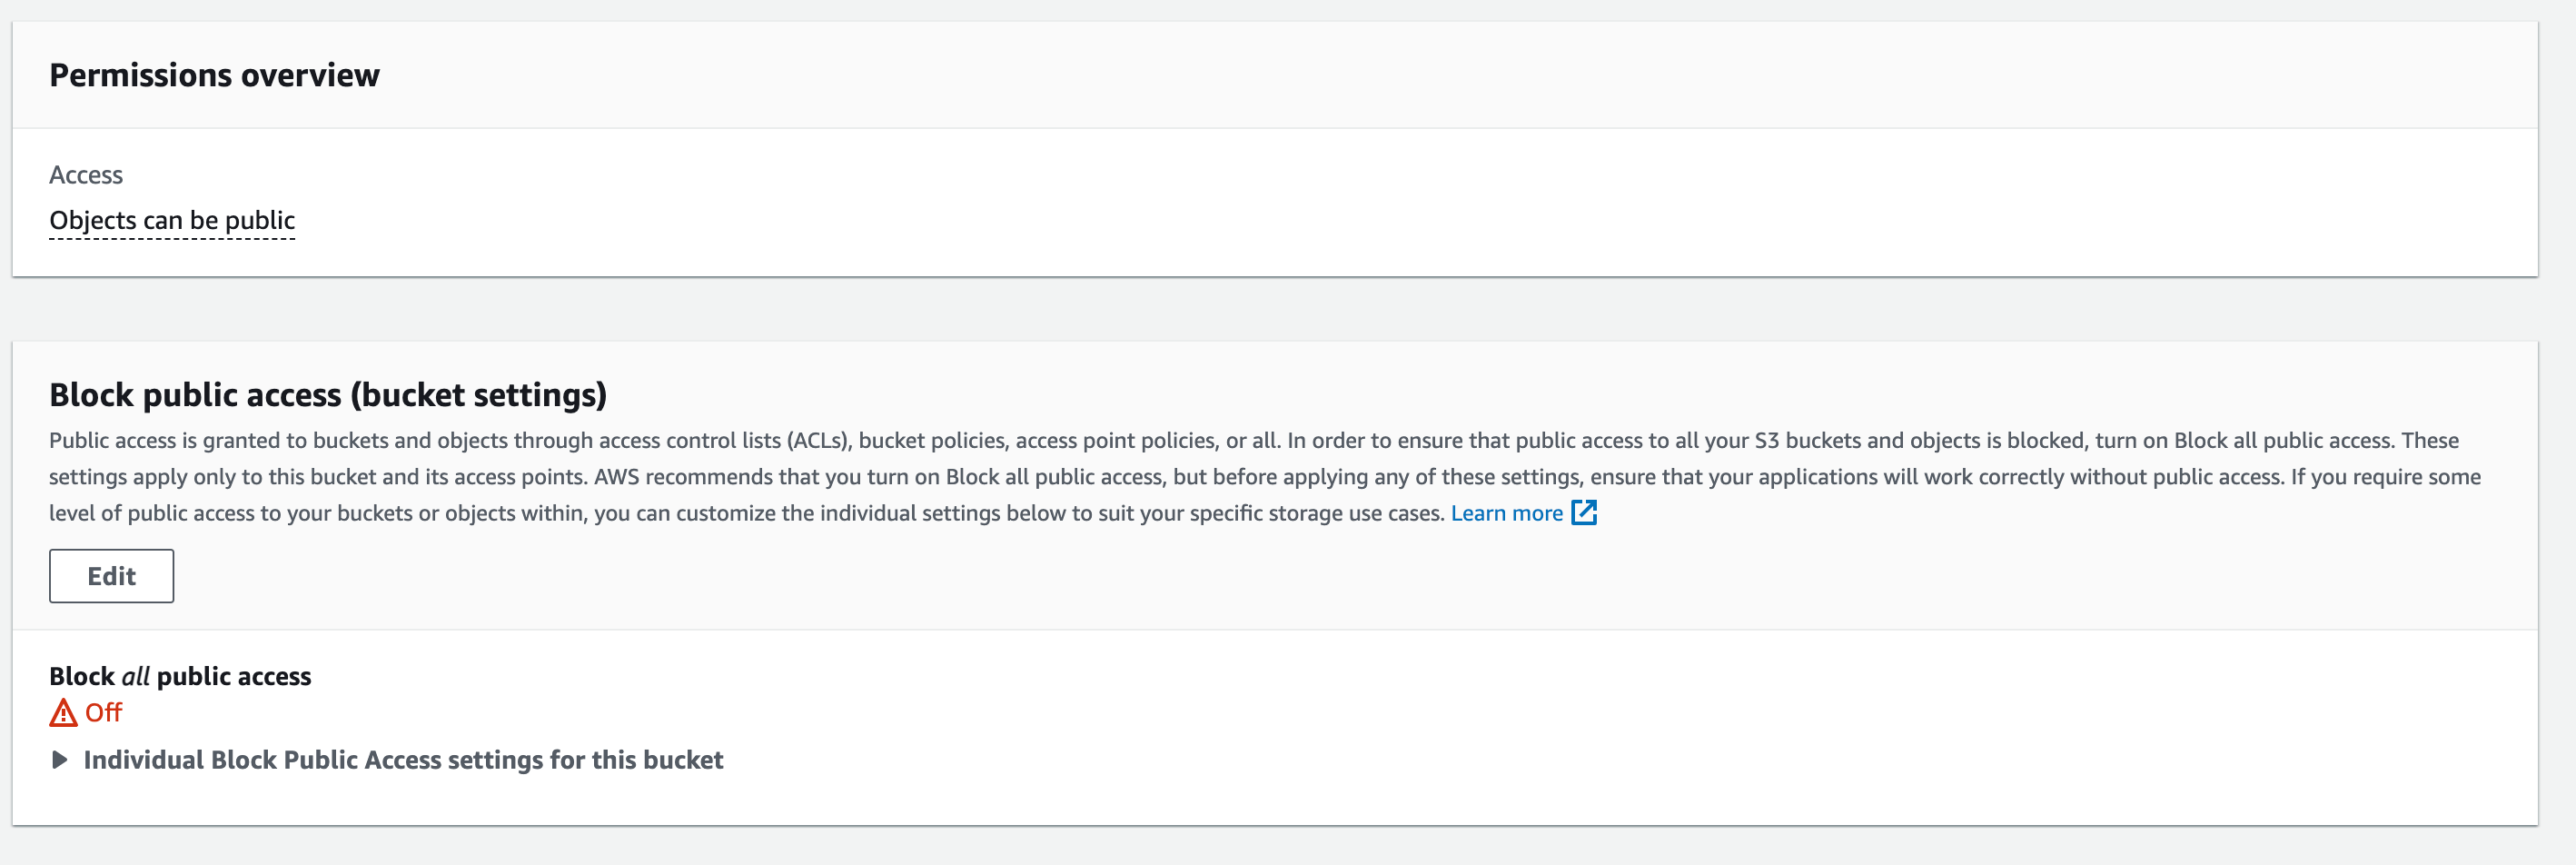 Permissions overview
Access
Objects can be public
Block public access (bucket settings)
Public access is granted to buckets and objects through access control lists (ACLs), bucket policies, access point policies, or all. In order to ensure that public access to all your S3 buckets and objects is blocked, turn on Block all public access. These
settings apply only to this bucket and its access points. AWS recommends that you turn on Block all public access, but before applying any of these settings, ensure that your applications will work correctly without public access. If you require some
level of public access to your buckets or objects within, you can customize the individual settings below to suit your specific storage use cases. Learn more
Edit
Block all public access
Off
Individual Block Public Access settings for this bucket